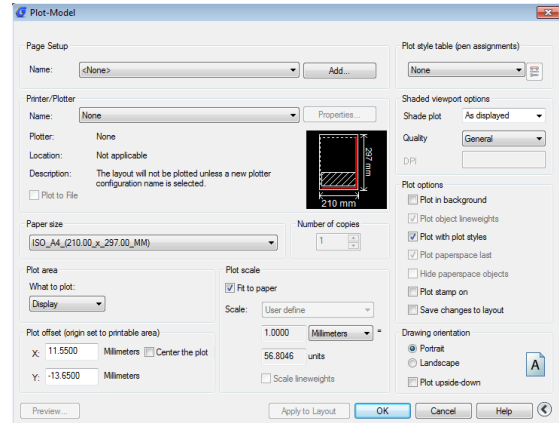 Plot-Model
Page Setup
Name: <None> Add...
Printer/Plotter
Name: None Properties...
Plotter: None
Location: Not applicable
Description: The layout will not be plotted unless a new plotter
configuration name is selected.
Plot to File
297 mm
210 mm
Paper size
ISO_A4_(210.00_x_297.00_MM)
Number of copies
1
Plot area
What to plot:
Display
Plot offset (origin set to printable area)
X: 11.5500 Millimeters Center the plot
Y: -13.6500 Millimeters
Plot scale
Fit to paper
Scale: User define
1.0000 Millimeters =
56.8046 units
Scale lineweights
Plot style table (pen assignments)
None
Shaded viewport options
Shade plot As displayed
Quality General
DPI
Plot options
Plot in background
Plot object lineweights
Plot with plot styles
Plot paperspace last
Hide paperspace objects
Plot stamp on
Save changes to layout
Drawing orientation
Portrait
Landscape
Plot upside-down
A
Preview... Apply to Layout OK Cancel Help